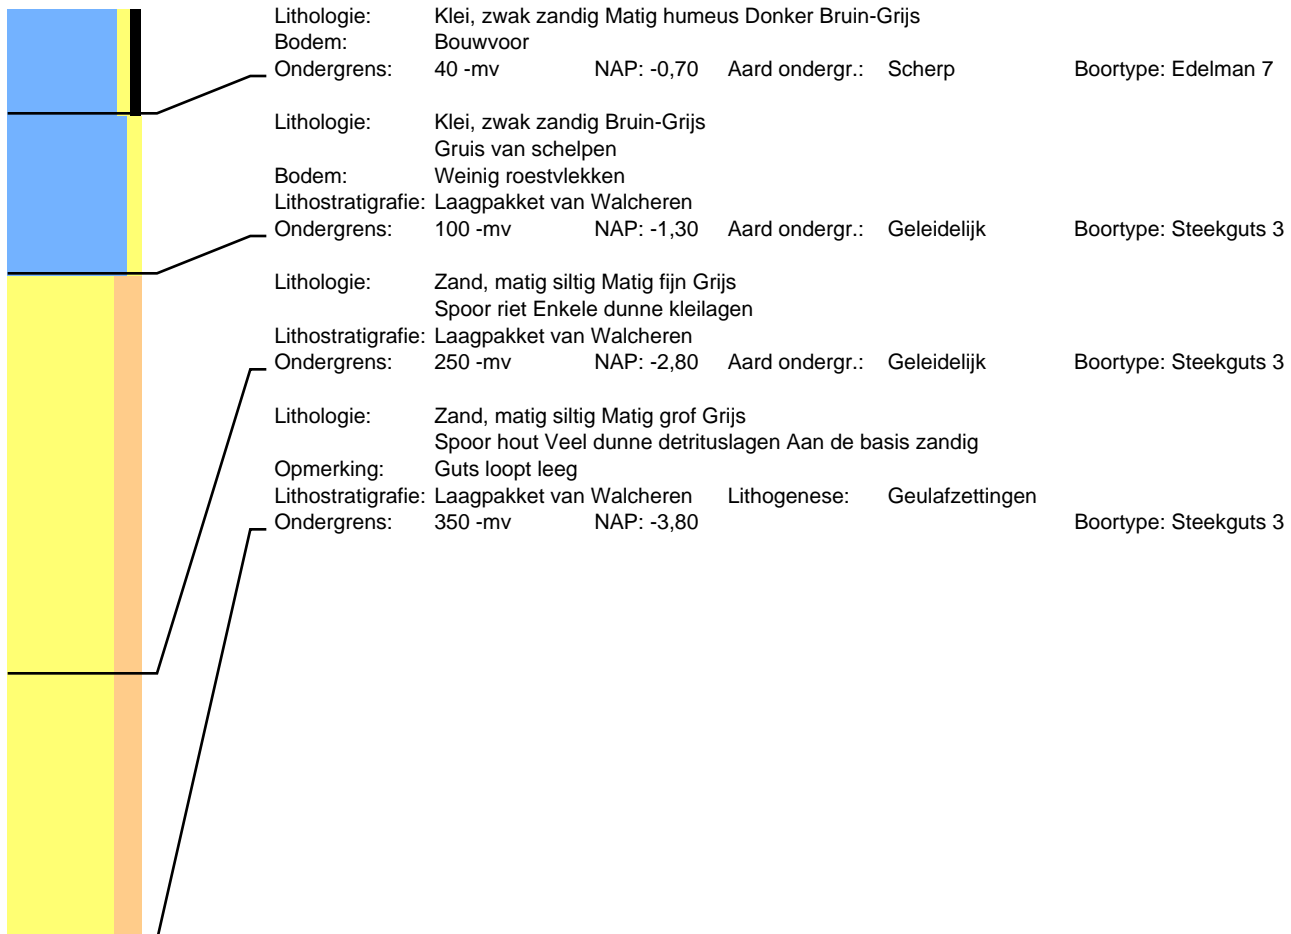 Lithologie: Klei, zwak zandig Matig humeus Donker Bruin-Grijs
Bodem: Bouwvoor
Ondergrens: 40 -mv NAP: -0,70 Aard ondergr.: Scherp Boortype: Edelman 7
Lithologie: Klei, zwak zandig Bruin-Grijs
Gruis van schelpen
Bodem: Weinig roestvlekken
Lithostratigrafie: Laagpakket van Walcheren
Ondergrens: 100 -mv NAP: -1,30 Aard ondergr.: Geleidelijk Boortype: Steekguts 3
Lithologie: Zand, matig siltig Matig fijn Grijs
Spoor riet Enkele dunne kleilagen
Lithostratigrafie: Laagpakket van Walcheren
Ondergrens: 250 -mv NAP: -2,80 Aard ondergr.: Geleidelijk Boortype: Steekguts 3
Lithologie: Zand, matig siltig Matig grof Grijs
Spoor hout Veel dunne detrituslagen Aan de basis zandig
Opmerking: Guts loopt leeg
Lithostratigrafie: Laagpakket van Walcheren Lithogenese: Geulafzettingen
Ondergrens: 350 -mv NAP: -3,80 Boortype: Steekguts 3